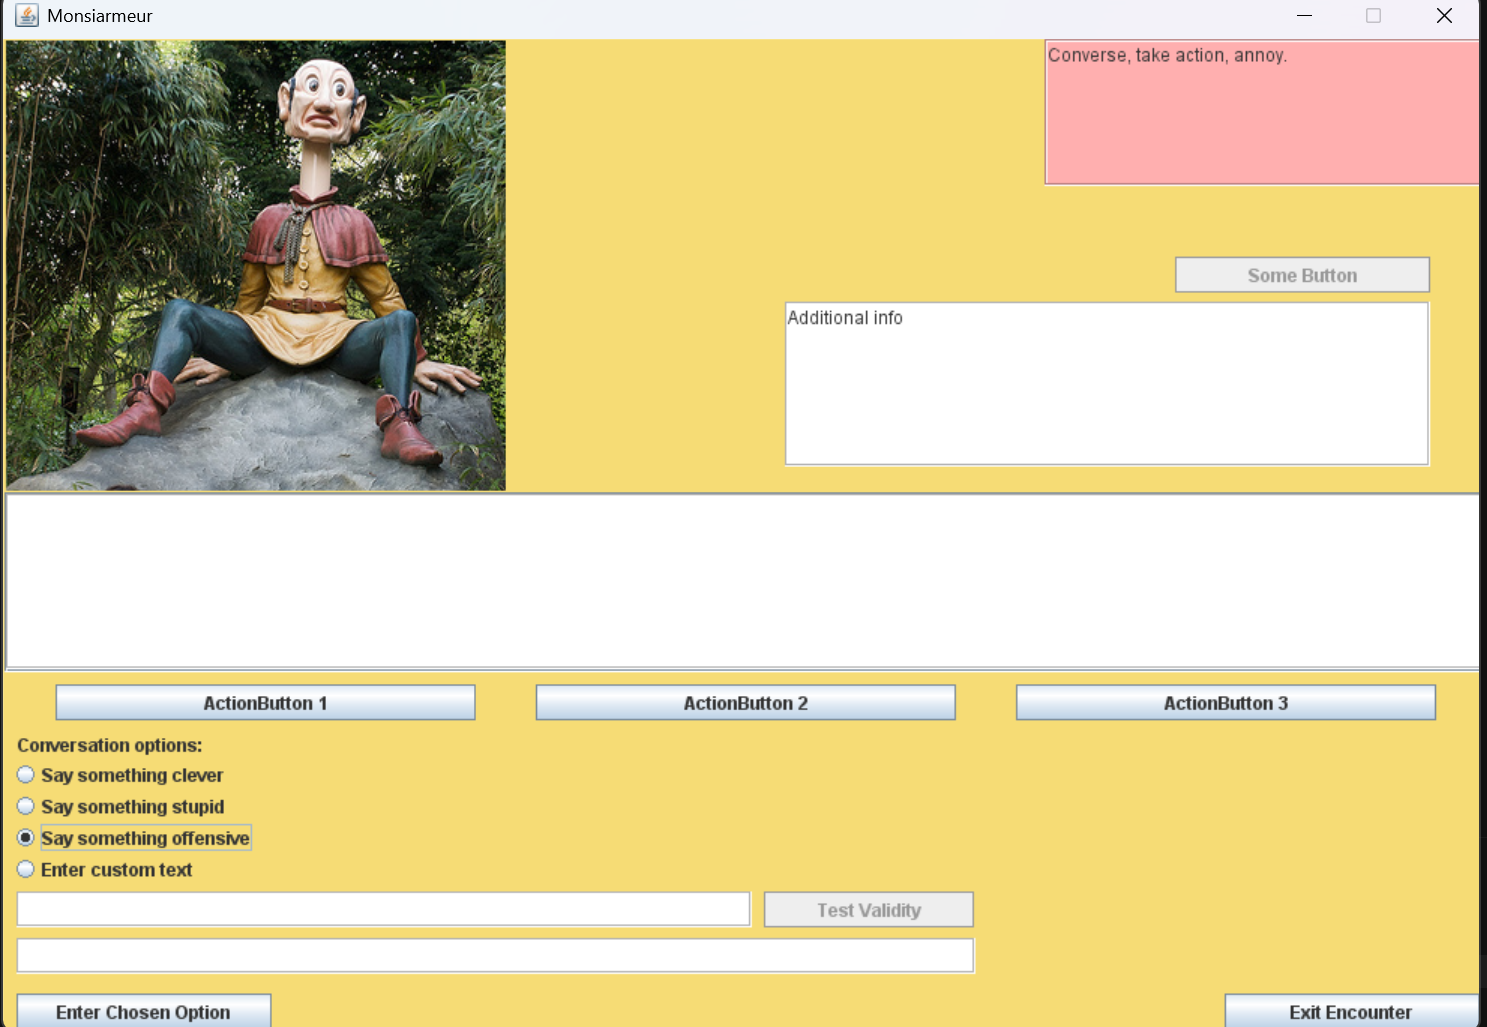 Monsiarmeur
Converse, take action, annoy.
Some Button
Additional info
ActionButton 1
ActionButton 2
ActionButton 3
Conversation options:
Say something clever
Say something stupid
Say something offensive
Enter custom text
Test Validity
Enter Chosen Option
Exit Encounter